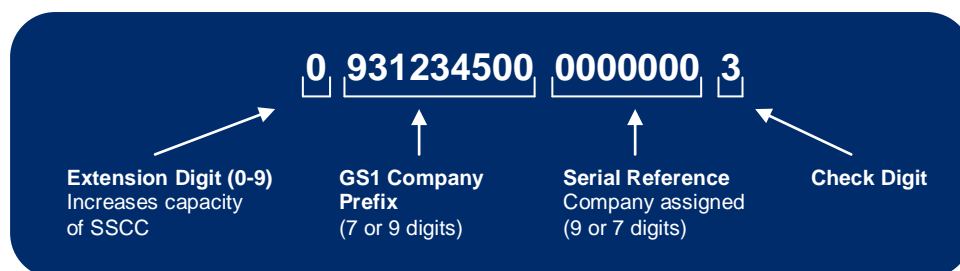 0 931234500 0000000 3
Extension Digit (0-9)
Increases capacity
of SSCC
GS1 Company
Prefix
(7 or 9 digits)
Serial Reference
Company assigned
(9 or 7 digits)
Check Digit